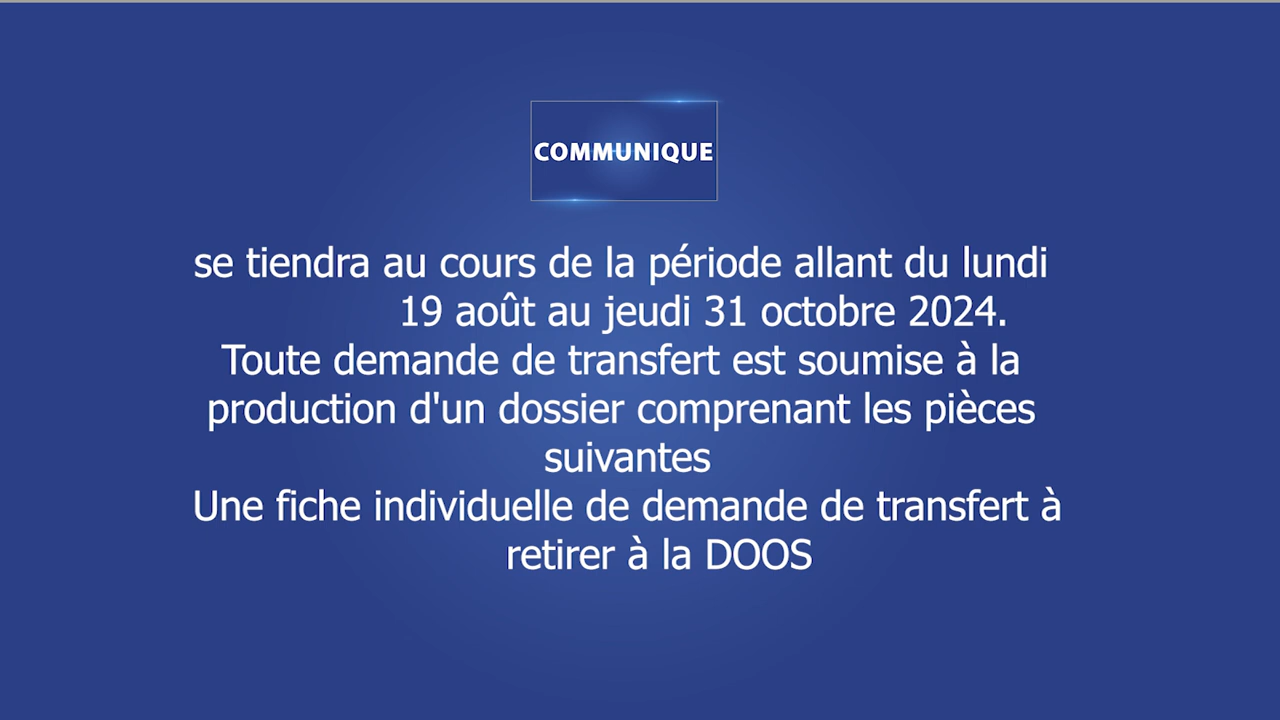 COMMUNIQUE
se tiendra au cours de la période allant du lundi
19 août au jeudi 31 octobre 2024.
Toute demande de transfert est soumise à la
production d'un dossier comprenant les pièces
suivantes
Une fiche individuelle de demande de transfert à
retirer à la DOOS